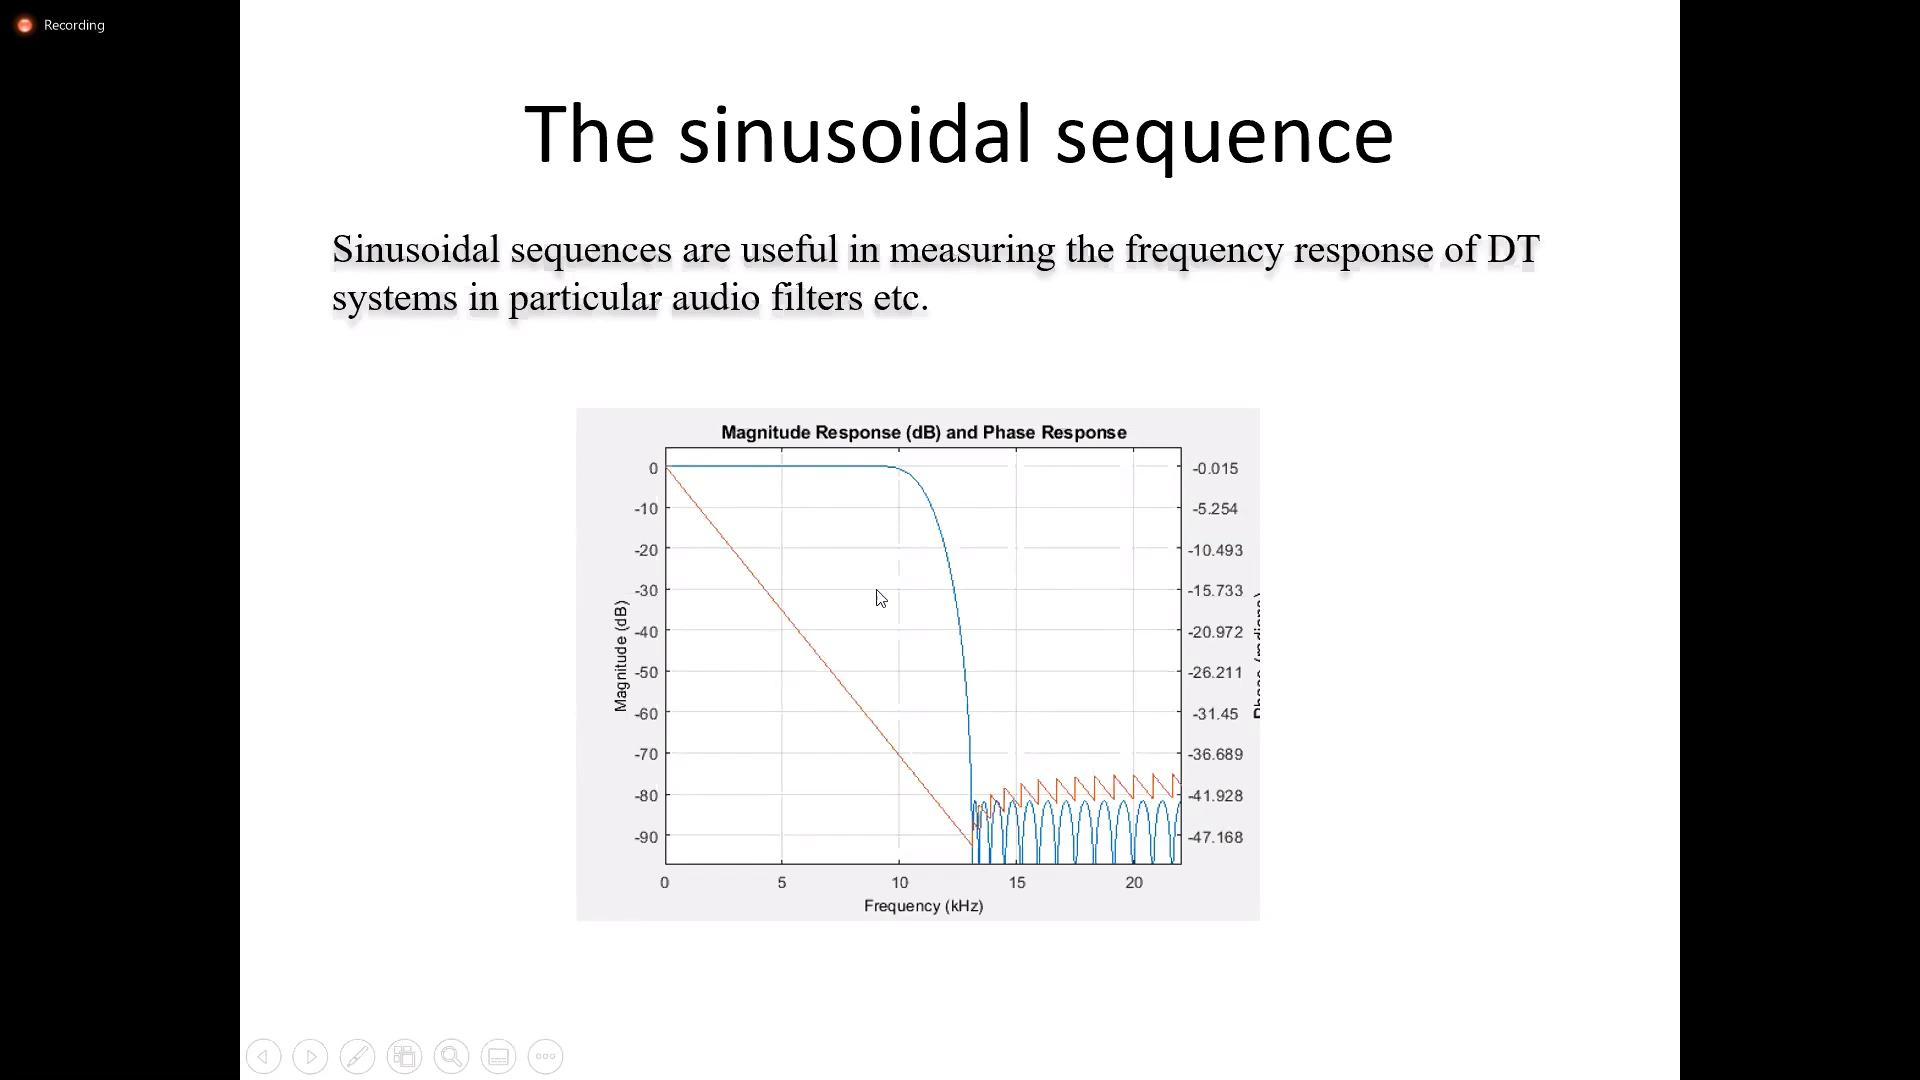 Recording
The sinusoidal sequence
Sinusoidal sequences are useful in measuring the frequency response of DT
systems in particular audio filters etc.
Magnitude Response (dB) and Phase Response
0
-10
-20
-30
-40
-50
-60
-70
-80
-90
Magnitude (dB)
-0.015
-5.254
-10.493
-15.733
-20.972
-26.211
-31.45
-36.689
-41.928
-47.168
0 5 10 15 20
Frequency (kHz)